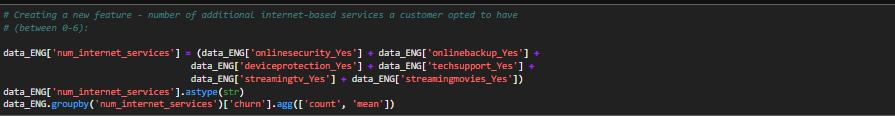 # Creating a new feature - number of additional internet-based services a customer opted to have
# (between 0-6):
data_ENG['num_internet_services'] = (data_ENG['onlinesecurity_Yes'] + data_ENG['onlinebackup_Yes'] +
data_ENG['deviceprotection_Yes'] + data_ENG['techsupport_Yes'] +
data_ENG['streamingtv_Yes'] + data_ENG['streamingmovies_Yes'])
data_ENG['num_internet_services'].astype(str)
data_ENG.groupby('num_internet_services')['churn'].agg(['count', 'mean'])